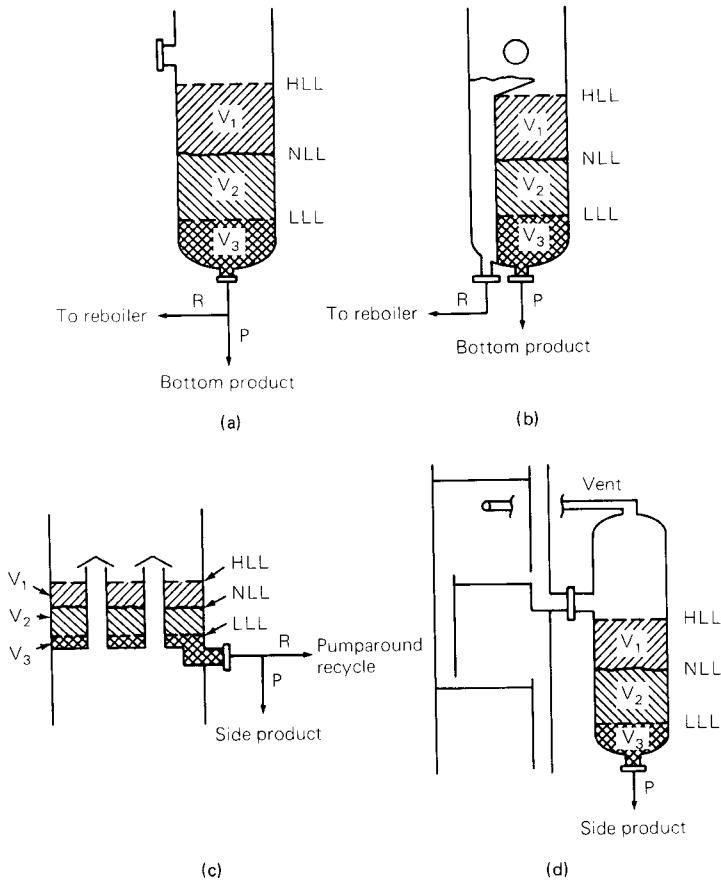 HLL
V₁
NLL
V₂
LLL
V₃
R
To reboiler
P
Bottom product
(a)
HLL
V₁
NLL
V₂
LLL
V₃
R
P
To reboiler
Bottom product
(b)
V₁
V₂
V₃
HLL
NLL
LLL
R
Pumparound
recycle
P
Side product
(c)
Vent
HLL
V₁
NLL
V₂
LLL
V₃
P
Side product
(d)